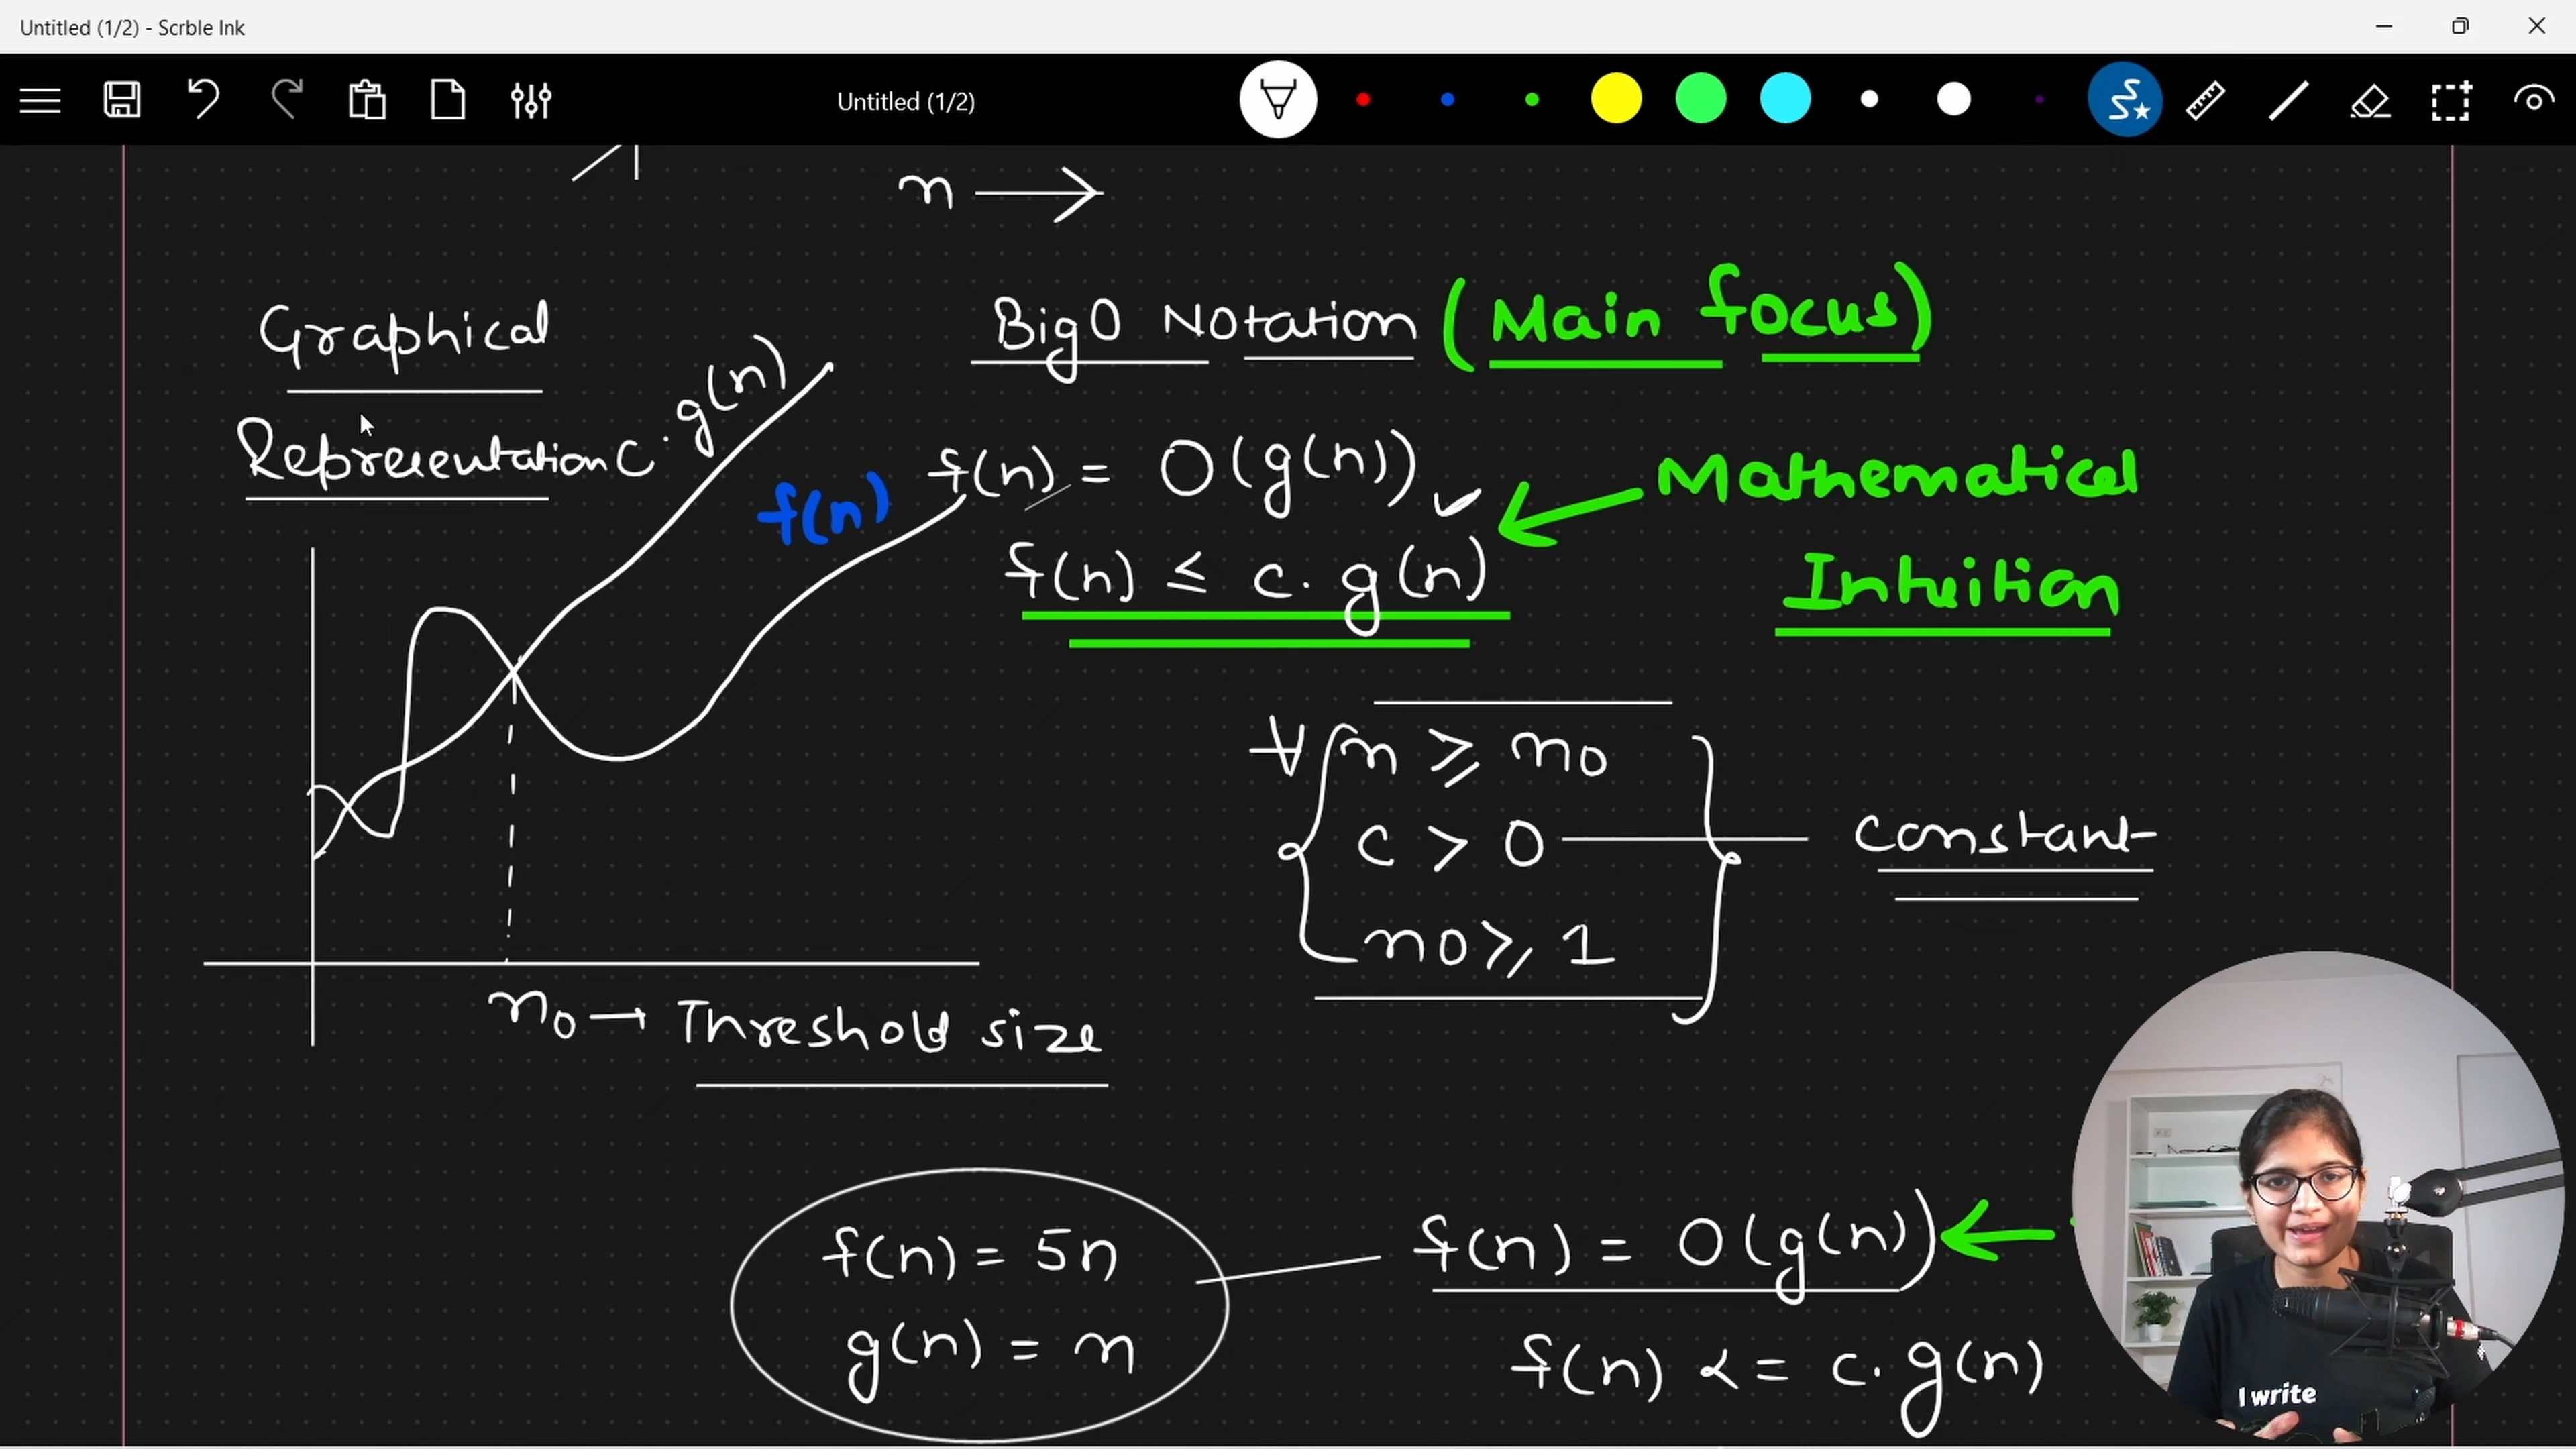 Untitled (1/2) - Scrble Ink
Untitled (1/2)
n
Graphical
Representation
c.g(n)
f(n)
BigO Notation (Main focus)
f(n) = O(g(n))
f(n) ≤ c.g(n)
Mathematical
Intuition
∀ n ≥ n0
c > 0
n0 ≥ 1
constant
n0 → Threshold size
f(n) = 5n
g(n) = n
f(n) = O(g(n))
f(n) <= c.g(n)
I write